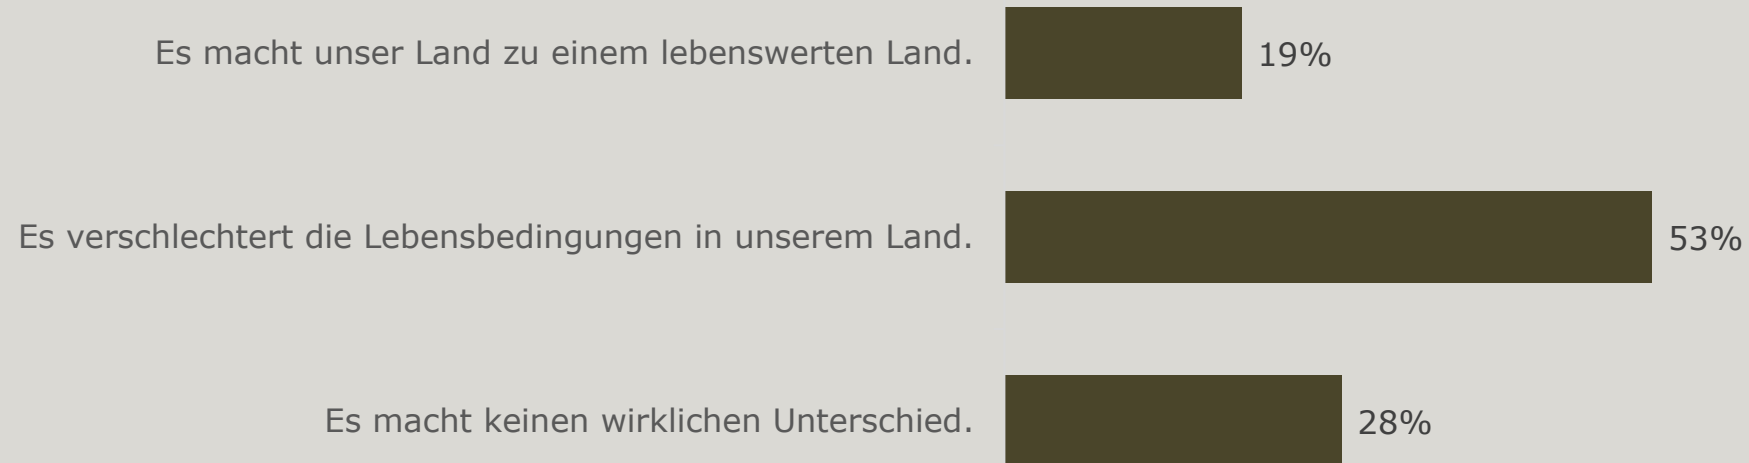 Es macht unser Land zu einem lebenswerten Land. 19%
Es verschlechtert die Lebensbedingungen in unserem Land. 53%
Es macht keinen wirklichen Unterschied. 28%